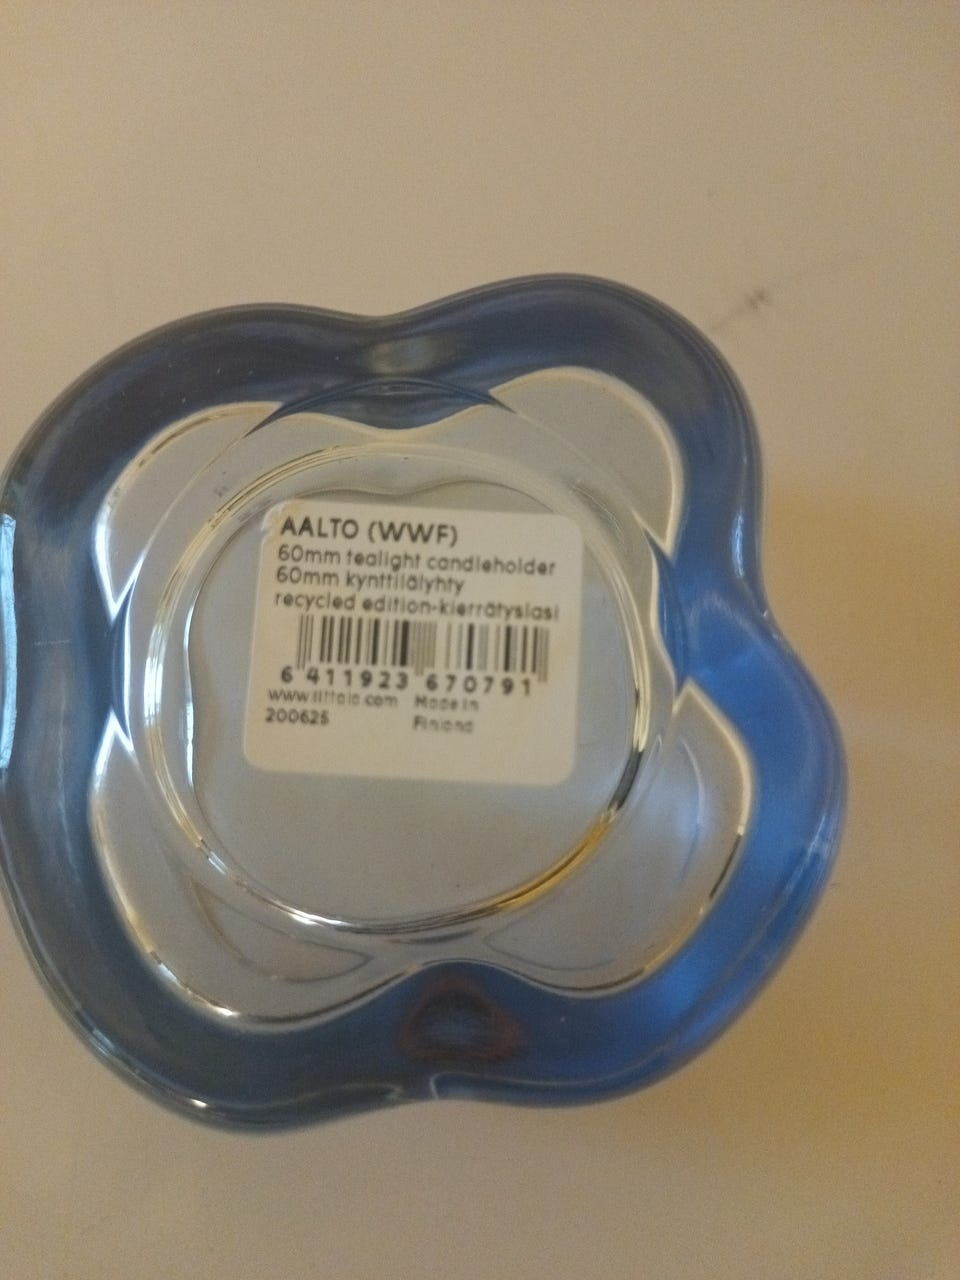 AALTO (WWF)
60mm tealight candleholder
60mm kynttilälyhty
recycled edition-kierrätyslasi
6 411923 670791
www.iittala.com Made in
200625 Finland